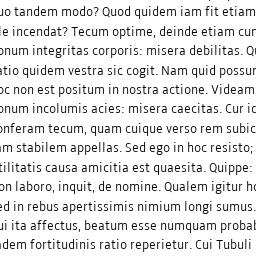 uo tandem modo? Quod quidem iam fit etiam
le incendat? Tecum optime, deinde etiam cum
onum integritas corporis: misera debilitas. Qu
atio quidem vestra sic cogit. Nam quid possum
oc non est positum in nostra actione. Videam
onum incolumis acies: misera caecitas. Cur id
onferam tecum, quam cuique verso rem subic
am stabilem appellas. Sed ego in hoc resisto;
tilitatis causa amicitia est quaesita. Quippe:
on laboro, inquit, de nomine. Qualem igitur ho
ed in rebus apertissimis nimium longi sumus.
ui ita affectus, beatum esse numquam probab
adem fortitudinis ratio reperietur. Cui Tubuli